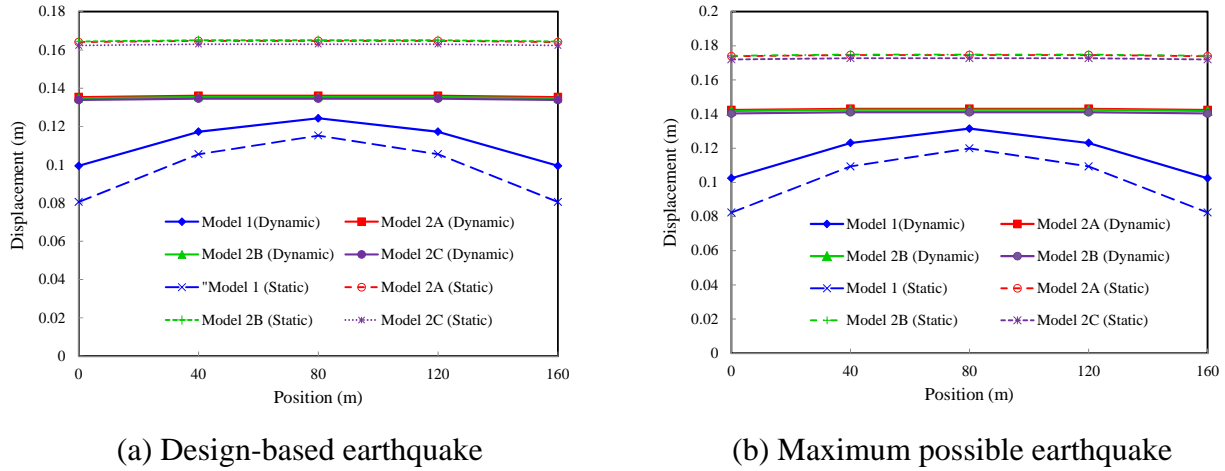 0.18
0.16
0.14
0.12
0.1
0.08
0.06
0.04
0.02
0
Displacement (m)
Model 1(Dynamic) Model 2A (Dynamic)
Model 2B (Dynamic) Model 2C (Dynamic)
"Model 1 (Static) Model 2A (Static)
Model 2B (Static) Model 2C (Static)
0 40 80 120 160
Position (m)
(a) Design-based earthquake
0.2
0.18
0.16
0.14
0.12
0.1
0.08
0.06
0.04
0.02
0
Displacement (m)
Model 1(Dynamic) Model 2A (Dynamic)
Model 2B (Dynamic) Model 2B (Dynamic)
Model 1 (Static) Model 2A (Static)
Model 2B (Static) Model 2C (Static)
0 40 80 120 160
Position (m)
(b) Maximum possible earthquake